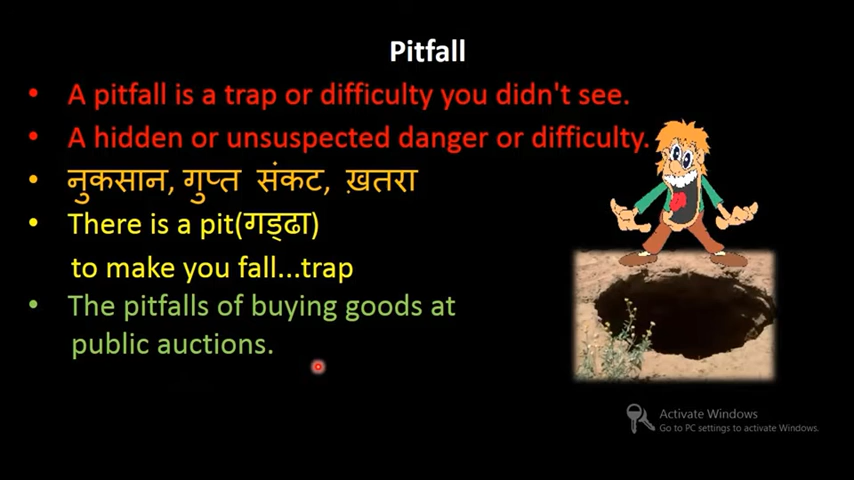 Pitfall
• A pitfall is a trap or difficulty you didn't see.
• A hidden or unsuspected danger or difficulty.
• नुकसान, गुप्त संकट, ख़तरा
• There is a pit(गड्ढा)
to make you fall...trap
• The pitfalls of buying goods at
public auctions.
Activate Windows
Go to PC settings to activate Windows.